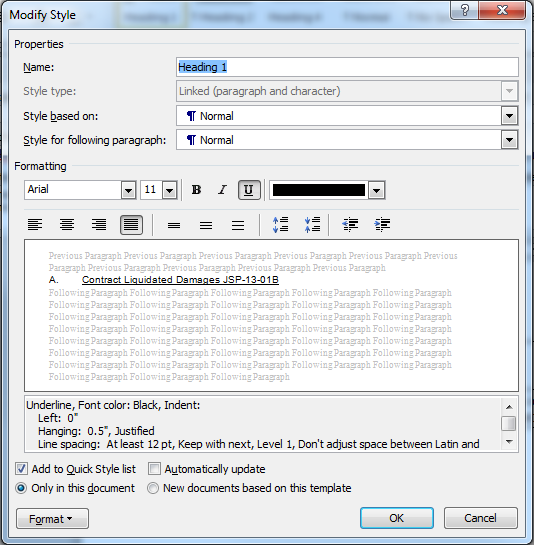 Heading 1 Heading 2 Heading 4 ¶ Normal
Modify Style
Properties
Name: Heading 1
Style type: Linked (paragraph and character)
Style based on: ¶ Normal
Style for following paragraph: ¶ Normal
Formatting
Arial 11 B I U
Previous Paragraph Previous Paragraph Previous Paragraph Previous Paragraph Previous Paragraph Previous
Paragraph Previous Paragraph Previous Paragraph Previous Paragraph Previous Paragraph
A. Contract Liquidated Damages JSP-13-01B
Following Paragraph Following Paragraph Following Paragraph Following Paragraph Following Paragraph
Following Paragraph Following Paragraph Following Paragraph Following Paragraph Following Paragraph
Following Paragraph Following Paragraph Following Paragraph Following Paragraph Following Paragraph
Following Paragraph Following Paragraph Following Paragraph Following Paragraph Following Paragraph
Following Paragraph Following Paragraph Following Paragraph Following Paragraph Following Paragraph
Following Paragraph Following Paragraph Following Paragraph Following Paragraph Following Paragraph
Following Paragraph Following Paragraph Following Paragraph Following Paragraph Following Paragraph
Following Paragraph Following Paragraph Following Paragraph
Underline, Font color: Black, Indent:
Left: 0"
Hanging: 0.5", Justified
Line spacing: At least 12 pt, Keep with next, Level 1, Don't adjust space between Latin and
Add to Quick Style list Automatically update
Only in this document New documents based on this template
Format OK Cancel